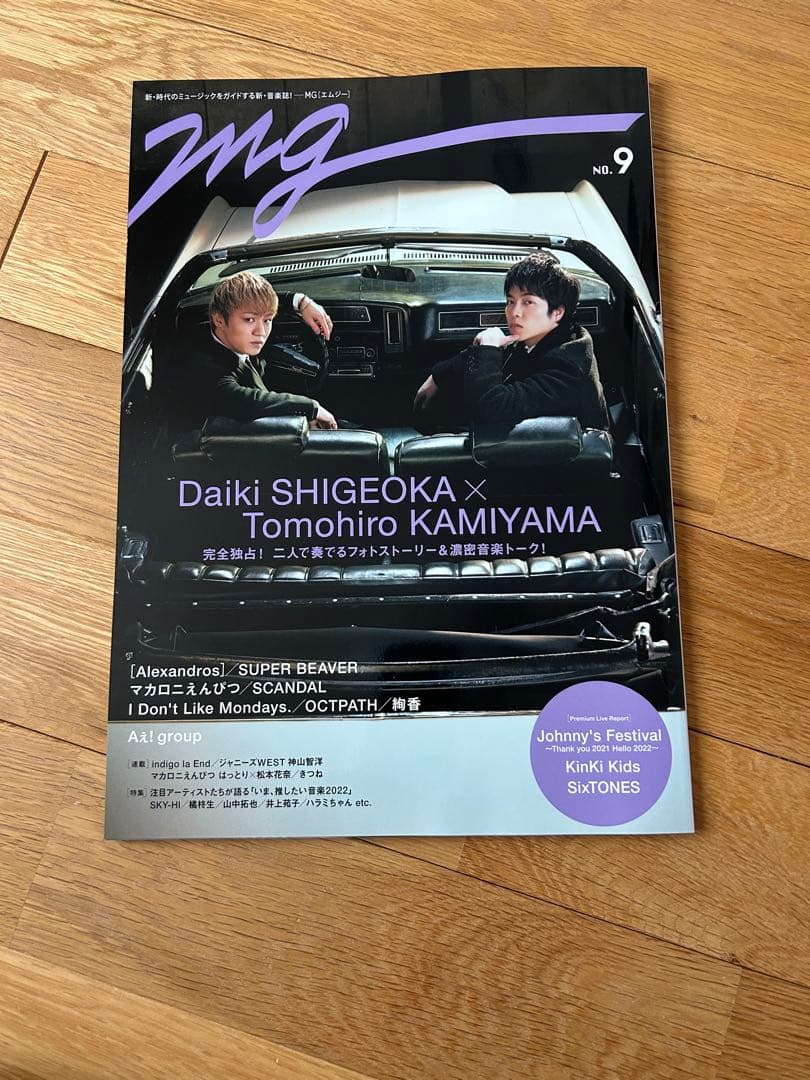 新・時代のミュージックをガイドする新・音楽誌! ―MG[エムジー]
mg
NO.9
Daiki SHIGEOKA×
Tomohiro KAMIYAMA
完全独占! 二人で奏でるフォトストーリー&濃密音楽トーク!
[Alexandros]/SUPER BEAVER
マカロニえんぴつ/SCANDAL
I Don't Like Mondays./OCTPATH/絢香
Aぇ! group
[連載] indigo la End/ジャニーズWEST 神山智洋
マカロニえんぴつ はっとり×松本花奈/きつね
[特集] 注目アーティストたちが語る「いま、推したい音楽2022」
SKY-HI/橘柊生/山中拓也/井上苑子/ハラミちゃん etc.
[Premium Live Report]
Johnny's Festival
～Thank you 2021 Hello 2022～
KinKi Kids
SixTONES